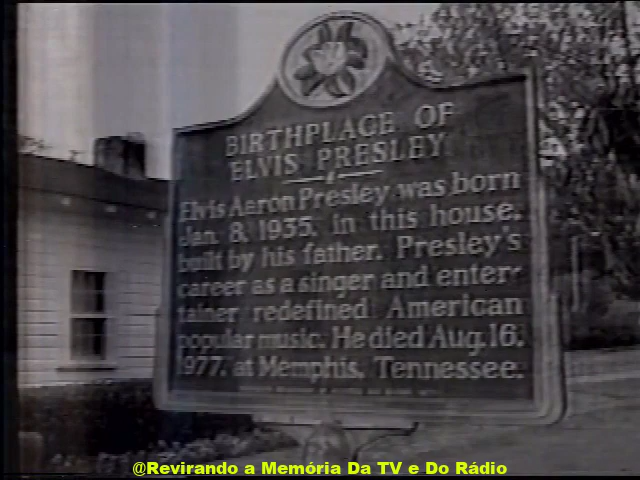 BIRTHPLACE OF
ELVIS PRESLEY
Elvis Aaron Presley was born
Jan. 8, 1935, in this house,
built by his father. Presley's
career as a singer and enter-
tainer redefined American
popular music. He died Aug. 16,
1977, at Memphis, Tennessee.
@Revirando a Memória Da TV e Do Rádio